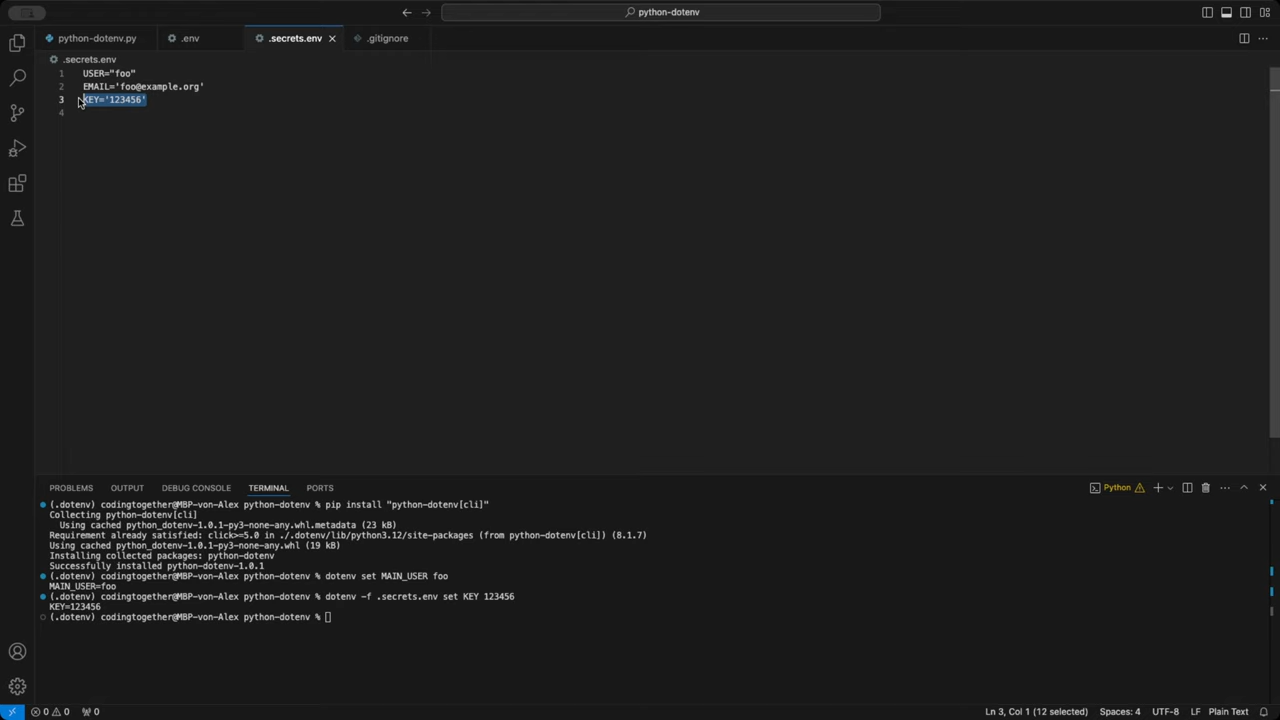 python-dotenv
python-dotenv.py
.env
.secrets.env
.gitignore
.secrets.env
1 USER="foo"
2 EMAIL='foo@example.org'
3 KEY='123456'
4
PROBLEMS OUTPUT DEBUG CONSOLE TERMINAL PORTS
Python
(.dotenv) codingtogether@MBP-von-Alex python-dotenv % pip install "python-dotenv[cli]"
Collecting python-dotenv[cli]
Using cached python_dotenv-1.0.1-py3-none-any.whl.metadata (23 kB)
Requirement already satisfied: click>=5.0 in ./.dotenv/lib/python3.12/site-packages (from python-dotenv[cli]) (8.1.7)
Using cached python_dotenv-1.0.1-py3-none-any.whl (19 kB)
Installing collected packages: python-dotenv
Successfully installed python-dotenv-1.0.1
(.dotenv) codingtogether@MBP-von-Alex python-dotenv % dotenv set MAIN_USER foo
MAIN_USER=foo
(.dotenv) codingtogether@MBP-von-Alex python-dotenv % dotenv -f .secrets.env set KEY 123456
KEY=123456
(.dotenv) codingtogether@MBP-von-Alex python-dotenv %
0 0 0 Ln 3, Col 1 (12 selected) Spaces: 4 UTF-8 LF Plain Text